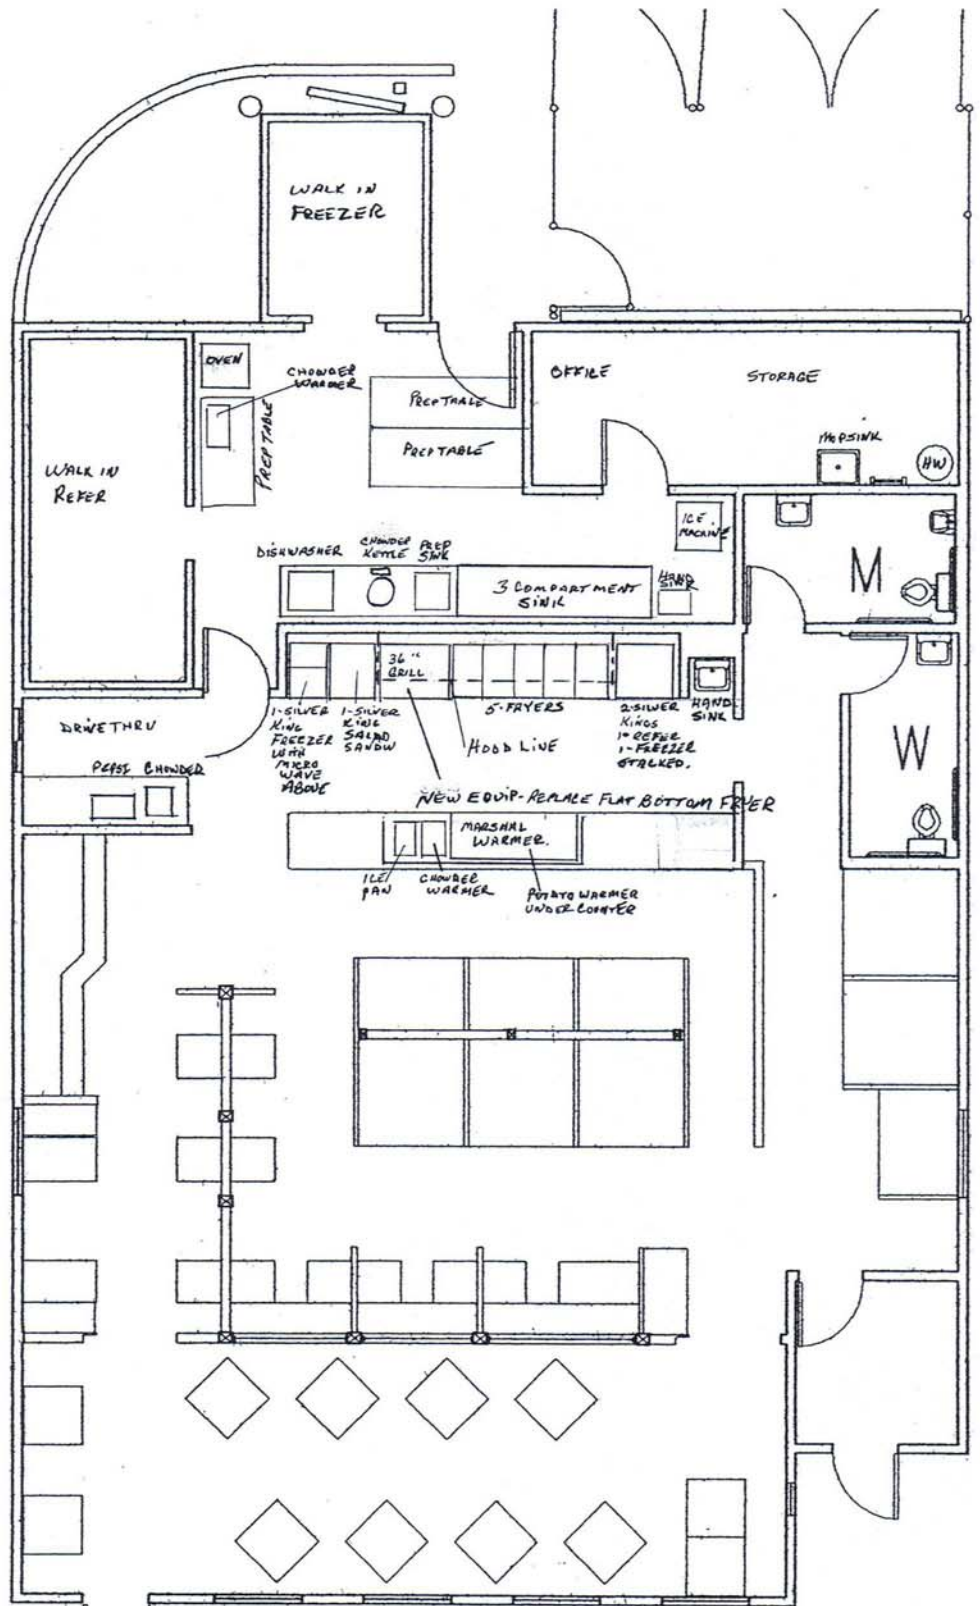 WALK IN
FREEZER
OVEN
CHOWDER
WARMER
PREP TABLE
PREP TABLE
PREP TABLE
OFFICE
STORAGE
MOPSINK
HW
WALK IN
REFER
ICE
MACHINE
DISHWASHER
CHOWDER
KETTLE
PREP
SINK
3 COMPARTMENT
SINK
HAND
SINK
M
36"
GRILL
DRIVE THRU
1-SILVER
KING
FREEZER
WITH
MICRO
WAVE
ABOVE
1-SILVER
KING
SALAD
SANDW
5-FRYERS
HOOD LINE
2-SILVER
KINGS
1-REFER
1-FREEZER
STACKED.
HAND
SINK
W
PEPSI CHOWDER
NEW EQUIP-REPLACE FLAT BOTTOM FRYER
MARSHAL
WARMER.
ICE
PAN
CHOWDER
WARMER
POTATO WARMER
UNDER COUNTER